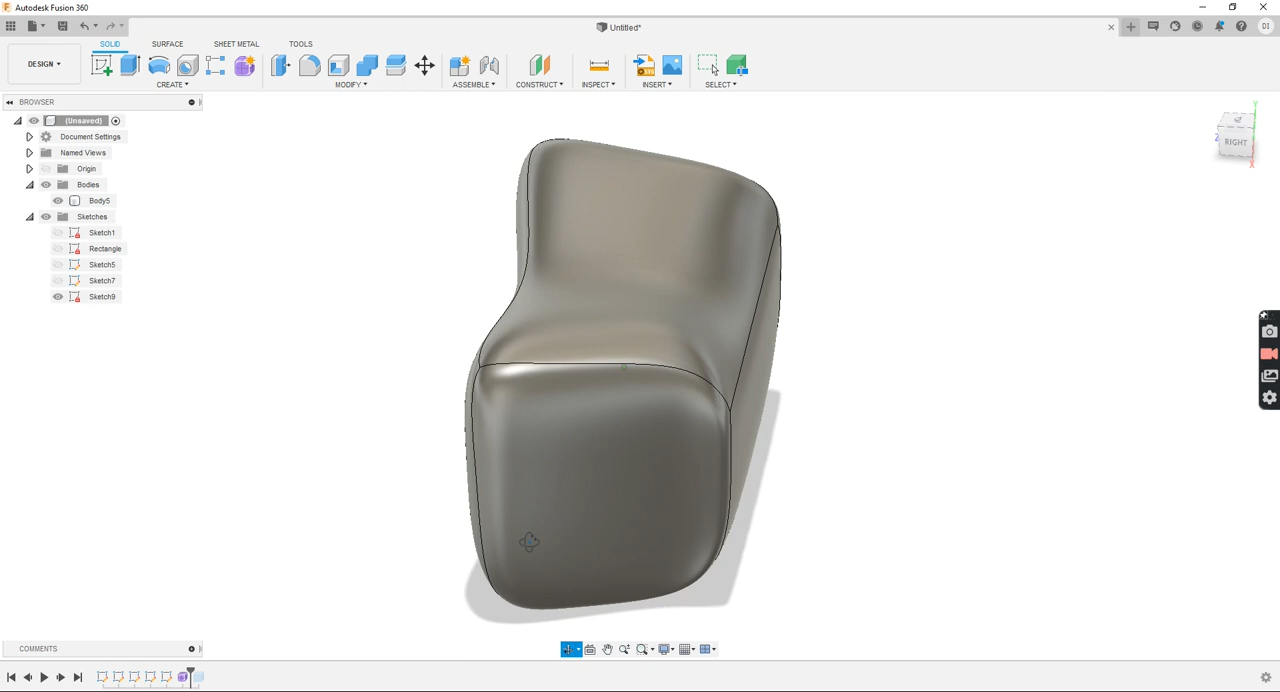 Autodesk Fusion 360
Untitled*
DI
DESIGN
SOLID SURFACE SHEET METAL TOOLS
CREATE MODIFY ASSEMBLE CONSTRUCT INSPECT INSERT SELECT
BROWSER
(Unsaved)
Document Settings
Named Views
Origin
Bodies
Body5
Sketches
Sketch1
Rectangle
Sketch5
Sketch7
Sketch9
Y
Z
RIGHT
X
COMMENTS